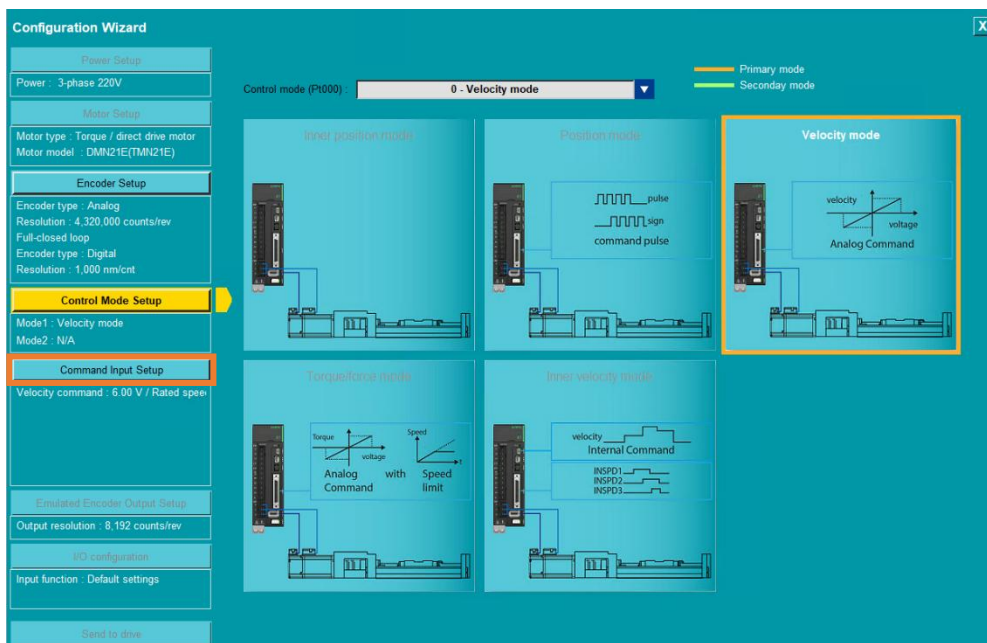 Configuration Wizard
X
Power Setup
Power : 3-phase 220V
Motor Setup
Motor type : Torque / direct drive motor
Motor model : DMN21E(TMN21E)
Encoder Setup
Encoder type : Analog
Resolution : 4,320,000 counts/rev
Full-closed loop
Encoder type : Digital
Resolution : 1,000 nm/cnt
Control Mode Setup
Mode1 : Velocity mode
Mode2 : N/A
Command Input Setup
Velocity command : 6.00 V / Rated spee
Emulated Encoder Output Setup
Output resolution : 8,192 counts/rev
I/O configuration
Input function : Default settings
Send to drive
Control mode (Pt000) :
0 - Velocity mode
Primary mode
Seconday mode
Inner position mode
Position mode
pulse
sign
command pulse
Velocity mode
velocity
voltage
Analog Command
Torque/force mode
Torque
voltage
Speed
t
Analog with Speed
Command limit
Inner velocity mode
velocity
Internal Command
INSPD1
INSPD2
INSPD3